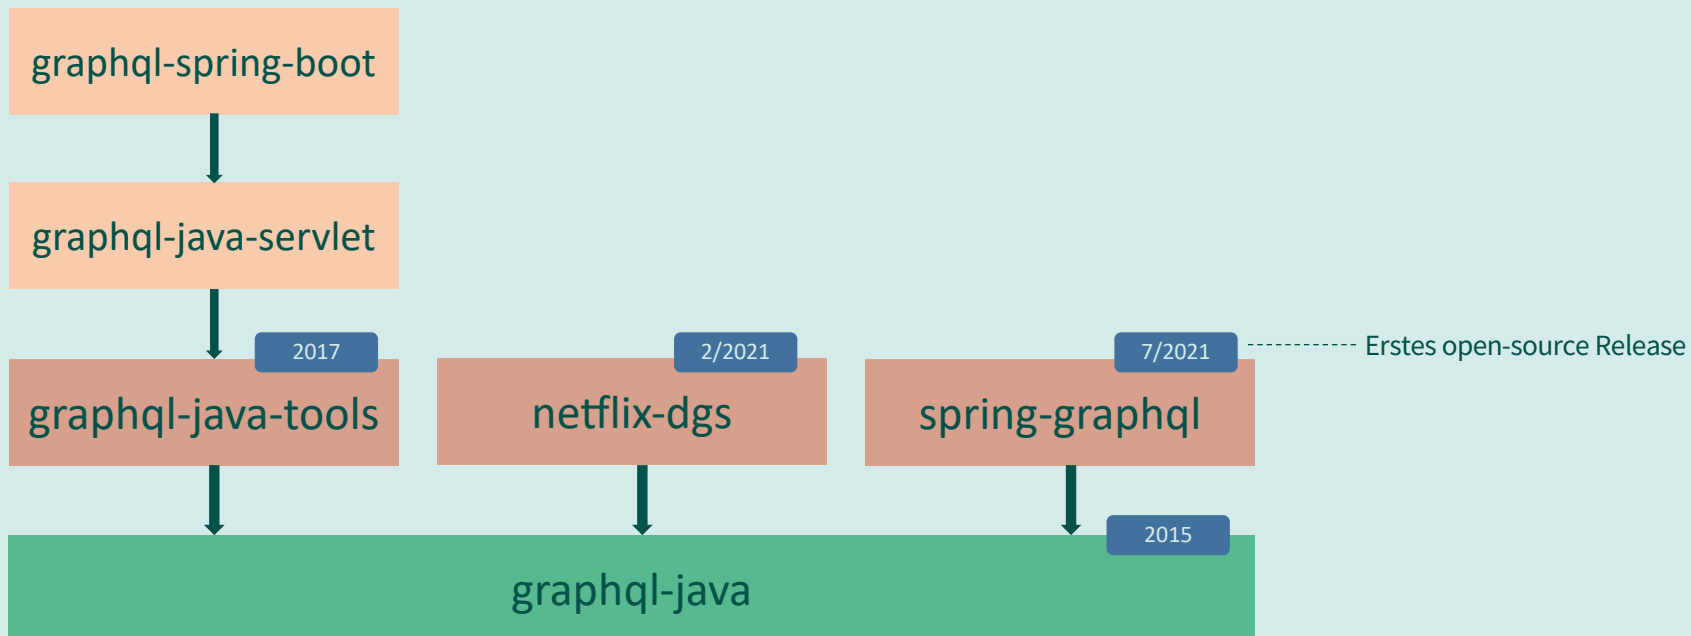 graphql-spring-boot
graphql-java-servlet
2017
graphql-java-tools
2/2021
netflix-dgs
7/2021
spring-graphql
Erstes open-source Release
2015
graphql-java